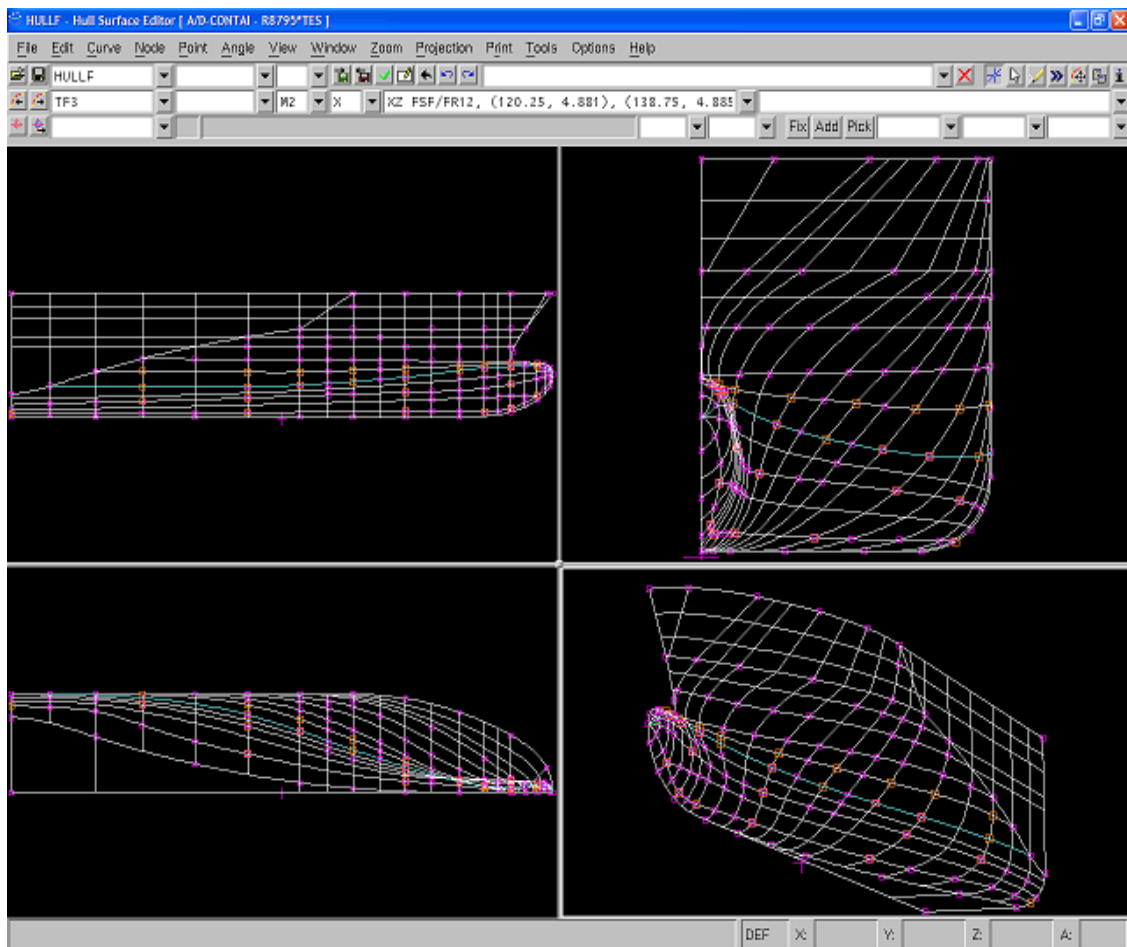 HULLF - Hull Surface Editor [ A/D-CONTAI - R8795*TES ]
File Edit Curve Node Point Angle View Window Zoom Projection Print Tools Options Help
HULLF
TF3 M2 X XZ FSF/FR12, (120.25, 4.881), (138.75, 4.885
Fix Add Pick
DEF X: Y: Z: A: